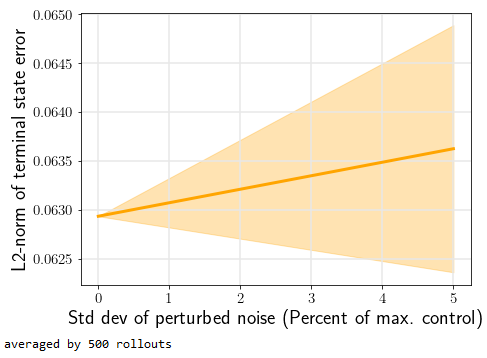 L2-norm of terminal state error
0.0650
0.0645
0.0640
0.0635
0.0630
0.0625
0 1 2 3 4 5
Std dev of perturbed noise (Percent of max. control)
averaged by 500 rollouts